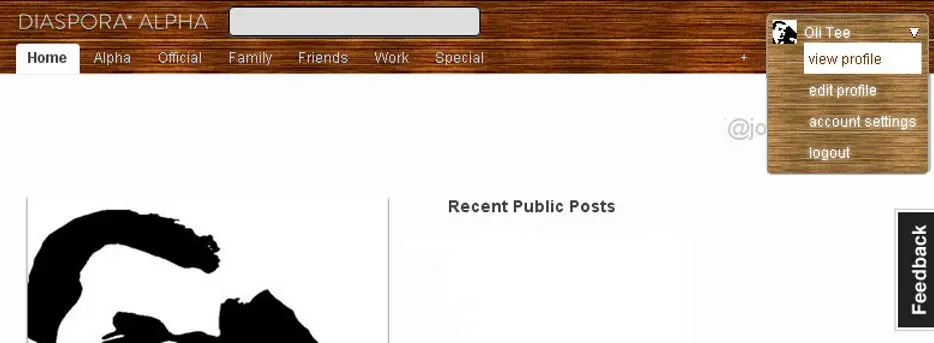 DIASPORA* ALPHA
Oli Tee
Home Alpha Official Family Friends Work Special +
view profile
edit profile
account settings
logout
@jo
Recent Public Posts
Feedback